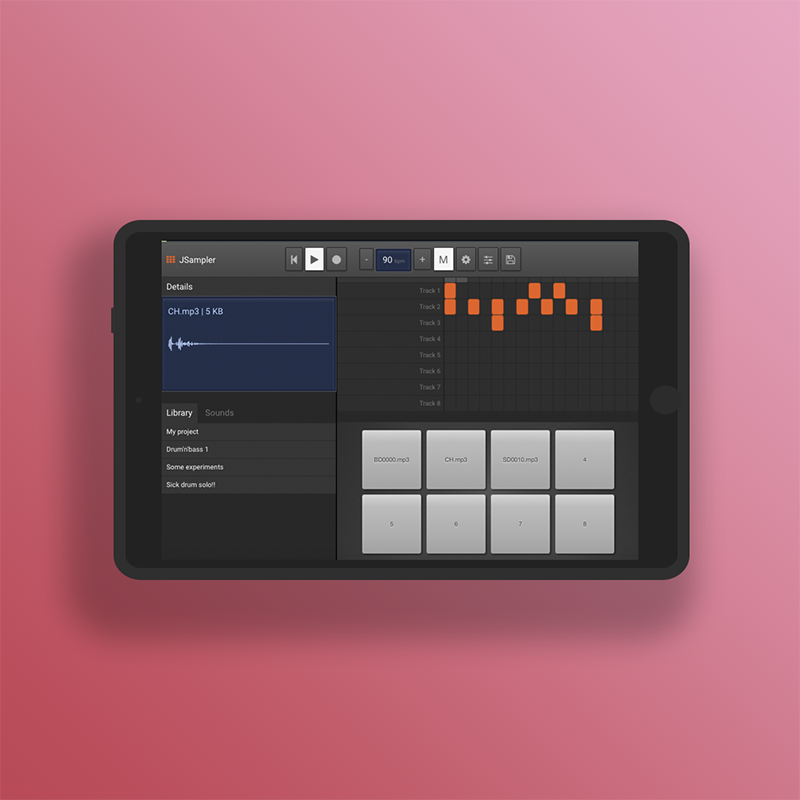 JSampler
- 90 bpm + M
Details
CH.mp3 | 5 KB
Library Sounds
My project
Drum'n'bass 1
Some experiments
Sick drum solo!!
Track 1
Track 2
Track 3
Track 4
Track 5
Track 6
Track 7
Track 8
BD0000.mp3 CH.mp3 SD0010.mp3 4
5 6 7 8